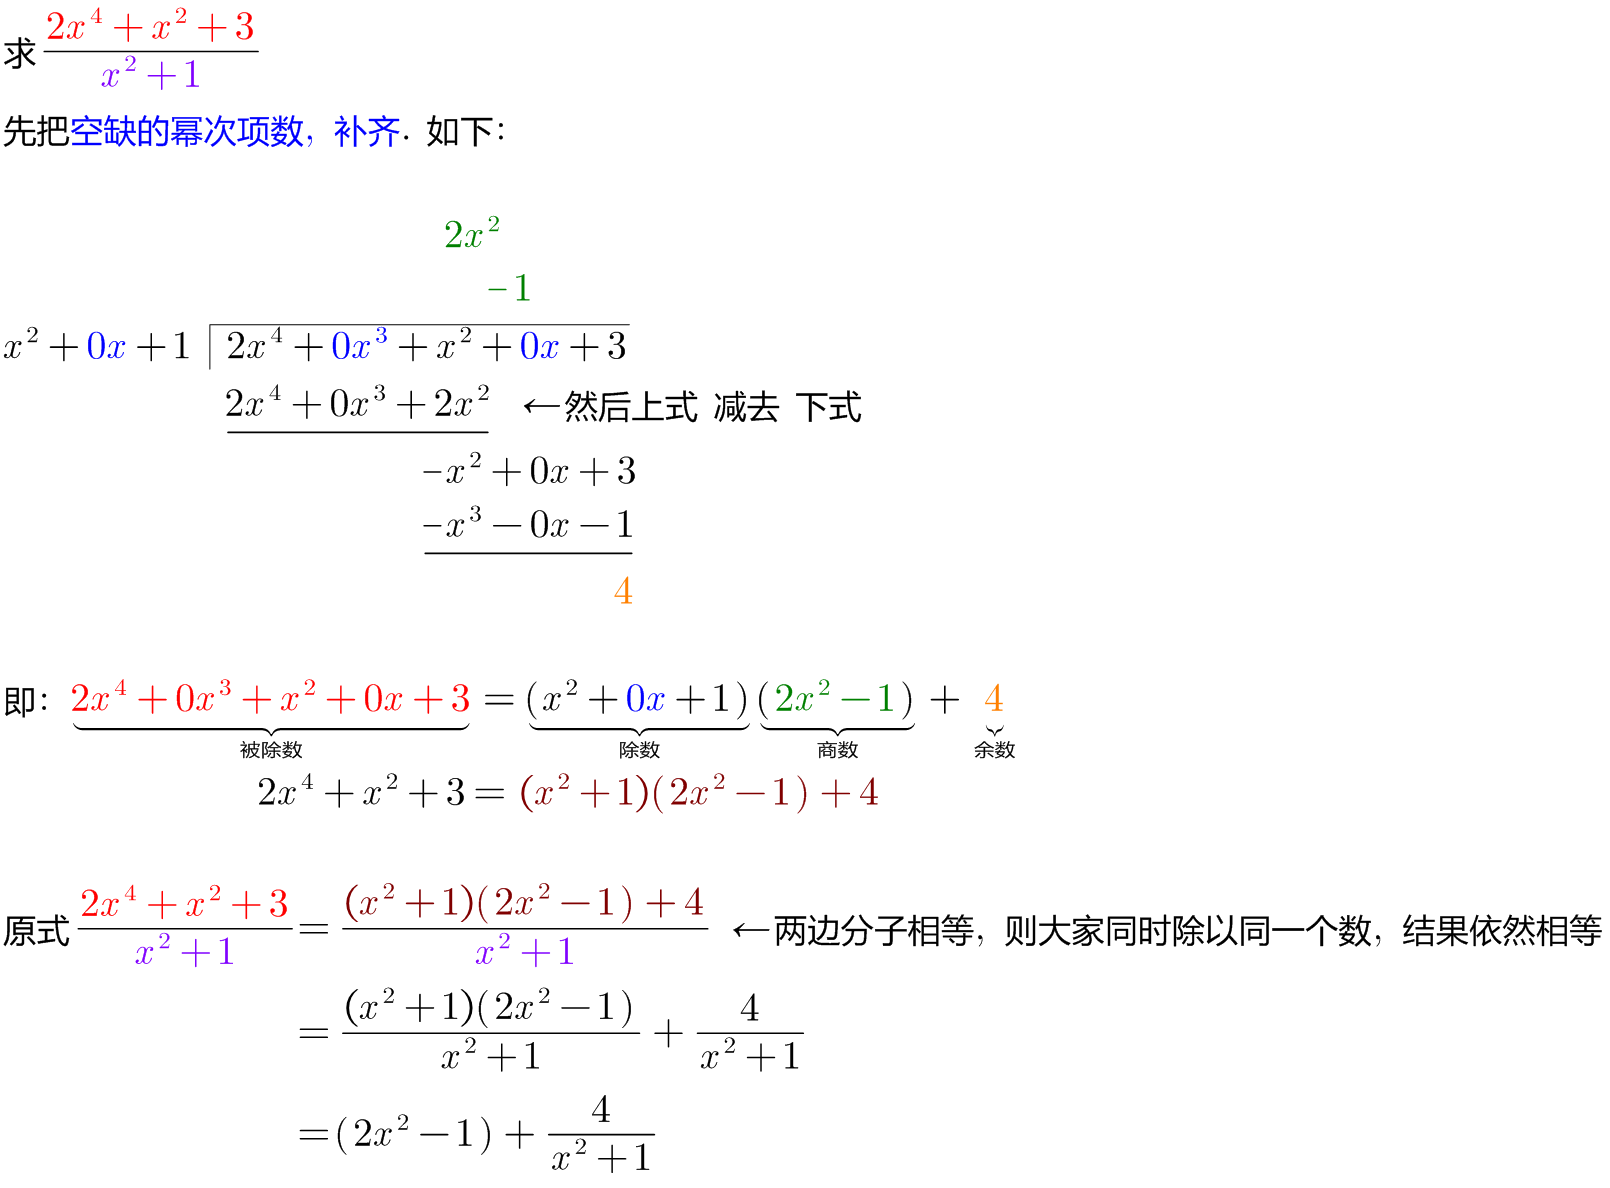 求 \frac{2x^4+x^2+3}{x^2+1}
先把空缺的幂次项数，补齐. 如下：
2x^2
-1
x^2+0x+1 2x^4+0x^3+x^2+0x+3
2x^4+0x^3+2x^2 ←然后上式 减去 下式
-x^2+0x+3
-x^3-0x-1
4
即：2x^4+0x^3+x^2+0x+3=(x^2+0x+1)(2x^2-1)+4
被除数 除数 商数 余数
2x^4+x^2+3=(x^2+1)(2x^2-1)+4
原式 \frac{2x^4+x^2+3}{x^2+1}=\frac{(x^2+1)(2x^2-1)+4}{x^2+1} ←两边分子相等，则大家同时除以同一个数，结果依然相等
=\frac{(x^2+1)(2x^2-1)}{x^2+1}+\frac{4}{x^2+1}
=(2x^2-1)+\frac{4}{x^2+1}